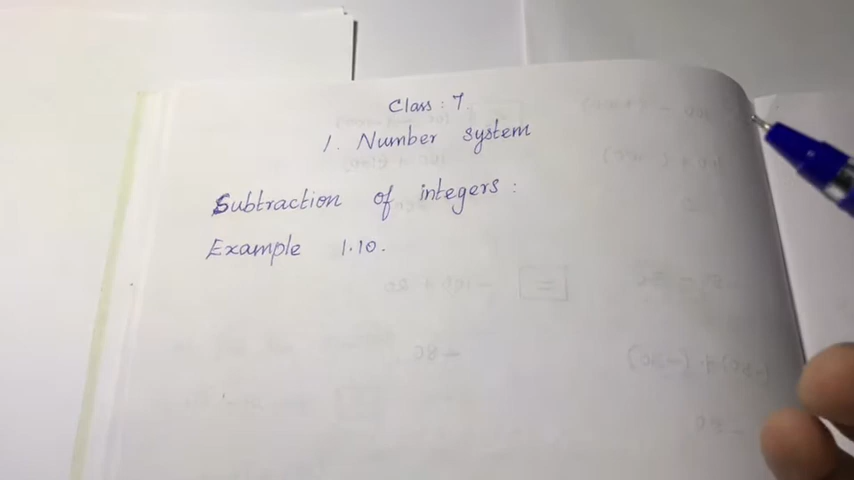 Class : 7.
1. Number system
Subtraction of integers :
Example 1.10.